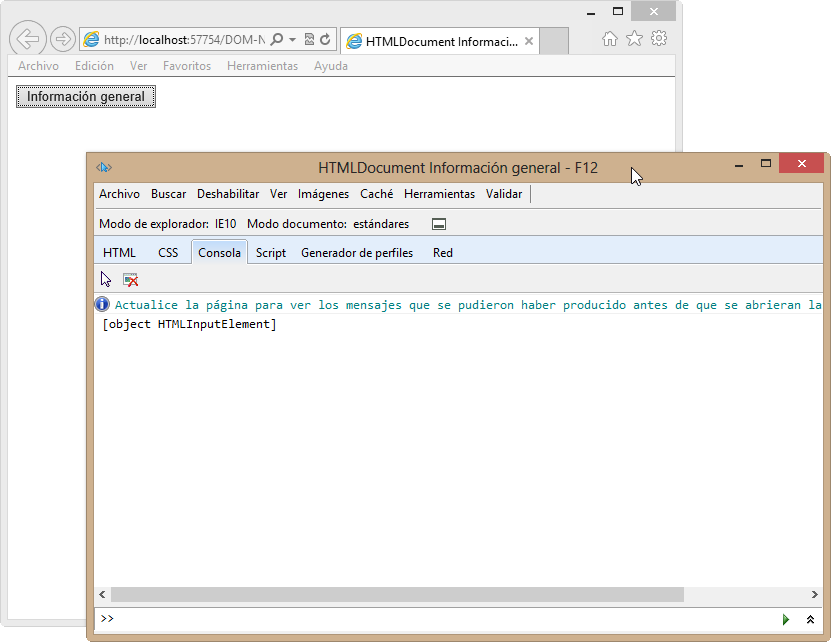 http://localhost:57754/DOM-N
HTMLDocument Informaci...
Archivo Edición Ver Favoritos Herramientas Ayuda
Información general
HTMLDocument Información general - F12
Archivo Buscar Deshabilitar Ver Imágenes Caché Herramientas Validar
Modo de explorador: IE10 Modo documento: estándares
HTML CSS Consola Script Generador de perfiles Red
Actualice la página para ver los mensajes que se pudieron haber producido antes de que se abrieran la
[object HTMLInputElement]
>>